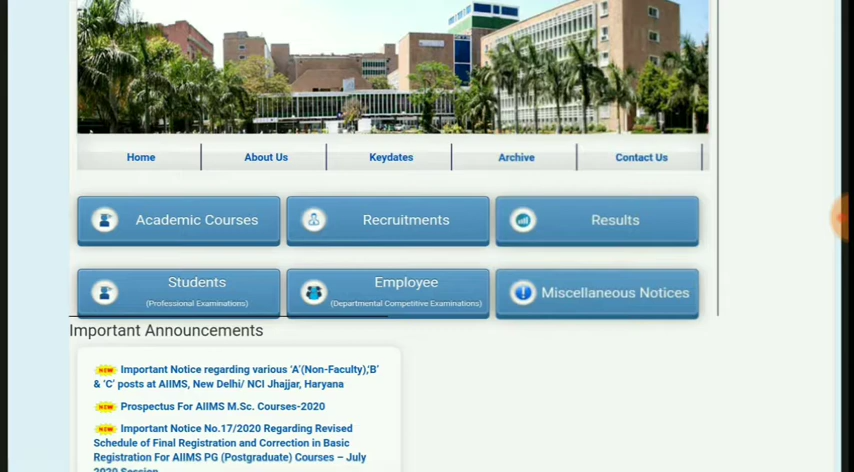 Home
About Us
Keydates
Archive
Contact Us
Academic Courses
Recruitments
Results
Students
(Professional Examinations)
Employee
(Departmental Competitive Examinations)
Miscellaneous Notices
Important Announcements
NEW Important Notice regarding various ‘A’(Non-Faculty),‘B’
& ‘C’ posts at AIIMS, New Delhi/ NCI Jhajjar, Haryana
NEW Prospectus For AIIMS M.Sc. Courses-2020
NEW Important Notice No.17/2020 Regarding Revised
Schedule of Final Registration and Correction in Basic
Registration For AIIMS PG (Postgraduate) Courses – July
2020 Session